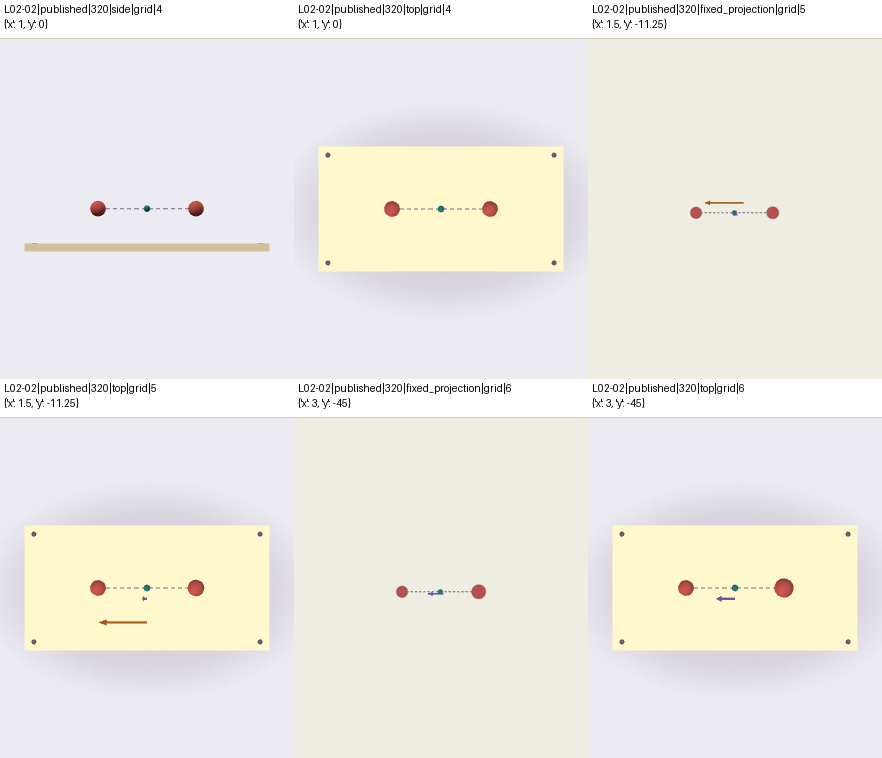 L02-02|published|320|side|grid|4
{'x': 1, 'y': 0}
L02-02|published|320|top|grid|4
{'x': 1, 'y': 0}
L02-02|published|320|fixed_projection|grid|5
{'x': 1.5, 'y': -11.25}
L02-02|published|320|top|grid|5
{'x': 1.5, 'y': -11.25}
L02-02|published|320|fixed_projection|grid|6
{'x': 3, 'y': -45}
L02-02|published|320|top|grid|6
{'x': 3, 'y': -45}